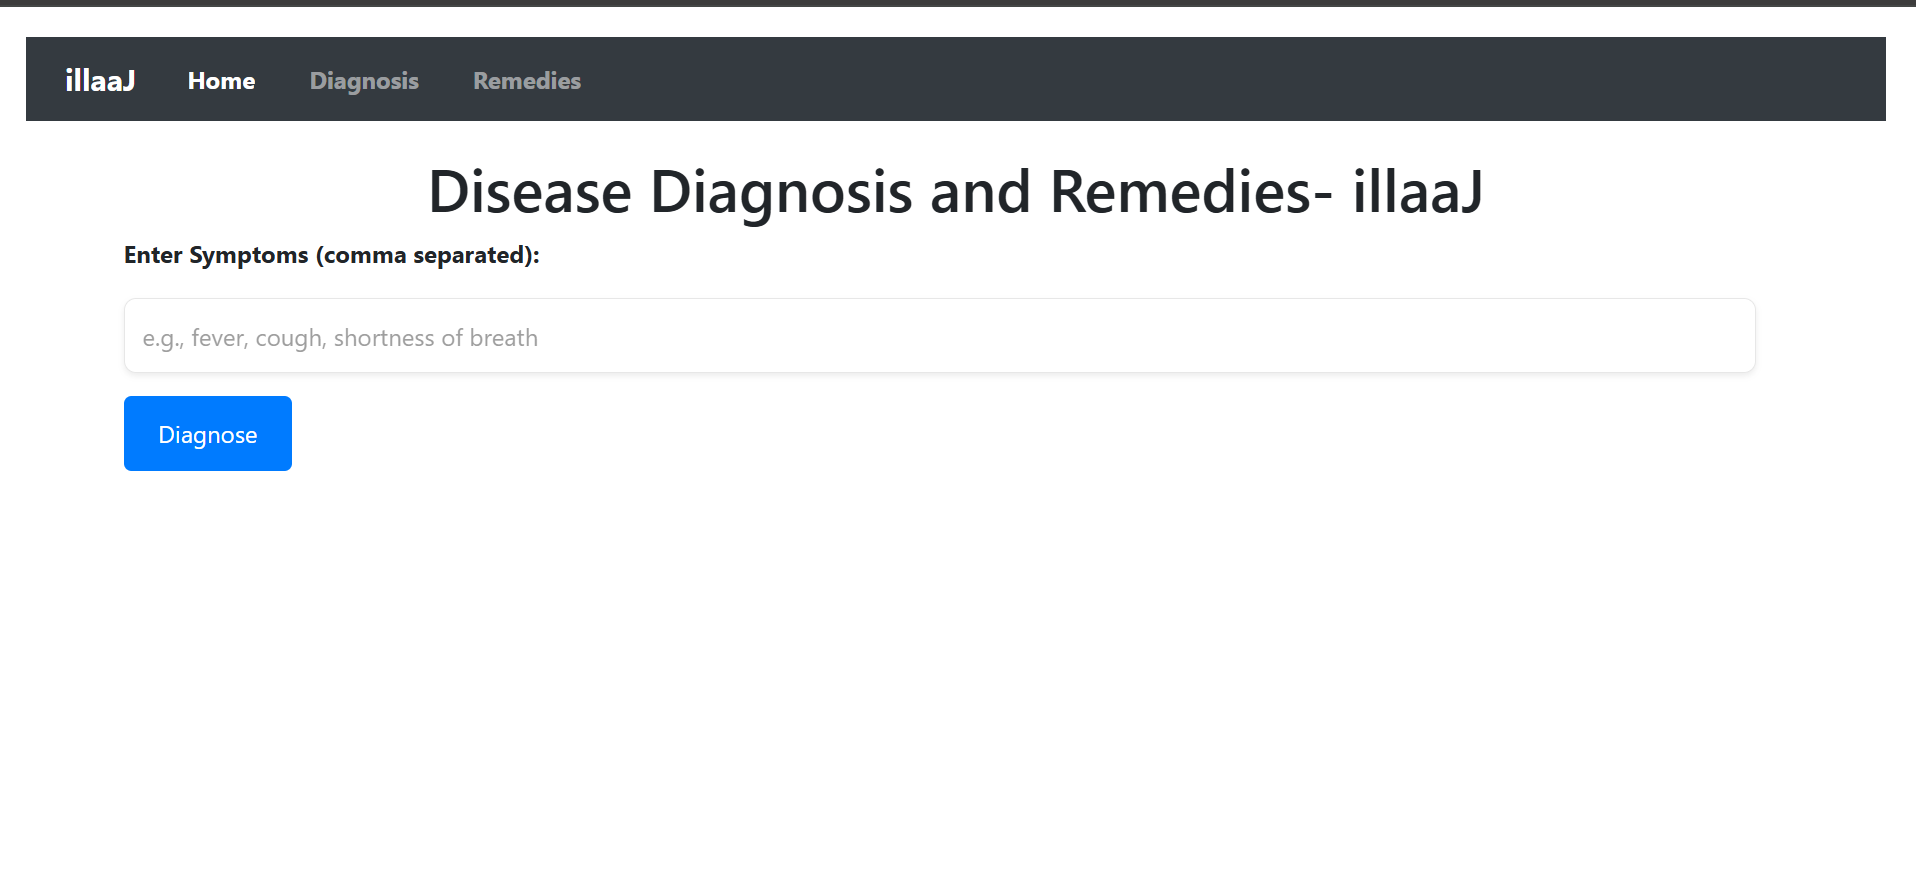 illaaJ Home Diagnosis Remedies
Disease Diagnosis and Remedies- illaaJ
Enter Symptoms (comma separated):
e.g., fever, cough, shortness of breath
Diagnose